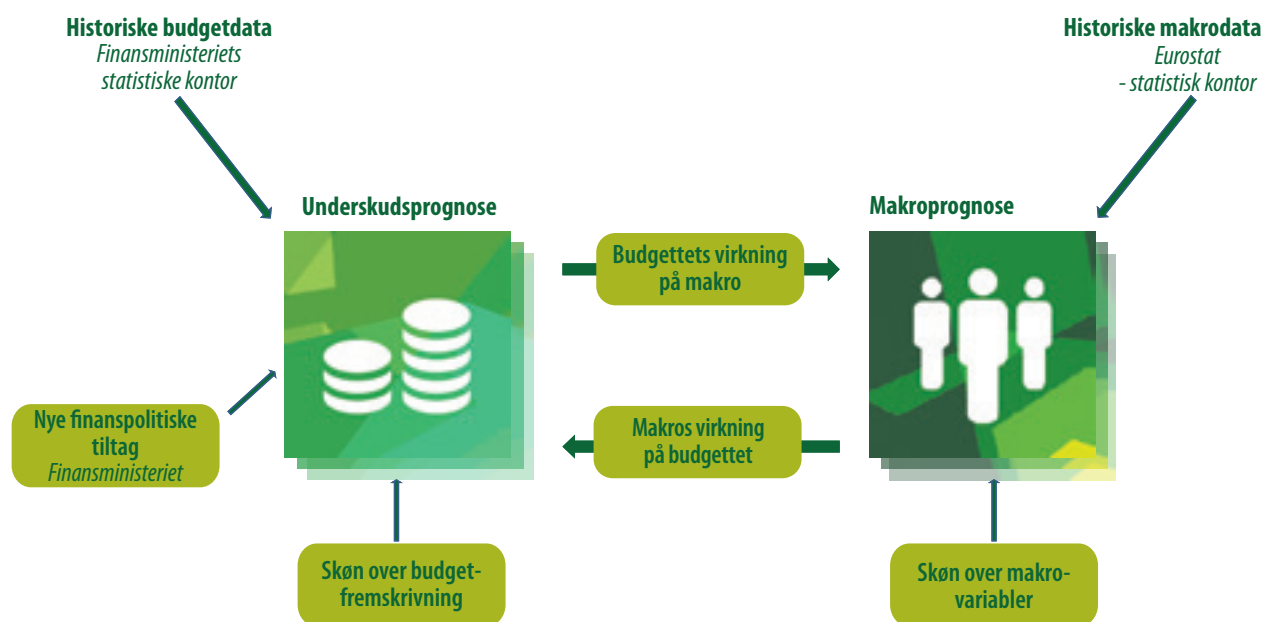 Historiske budgetdata
Finansministeriets
statistiske kontor
Historiske makrodata
Eurostat
- statistisk kontor
Underskudsprognose
Makroprognose
Budgettets virkning
på makro
Nye finanspolitiske
tiltag
Finansministeriet
Makros virkning
på budgettet
Skøn over budget-
fremskrivning
Skøn over makro-
variabler